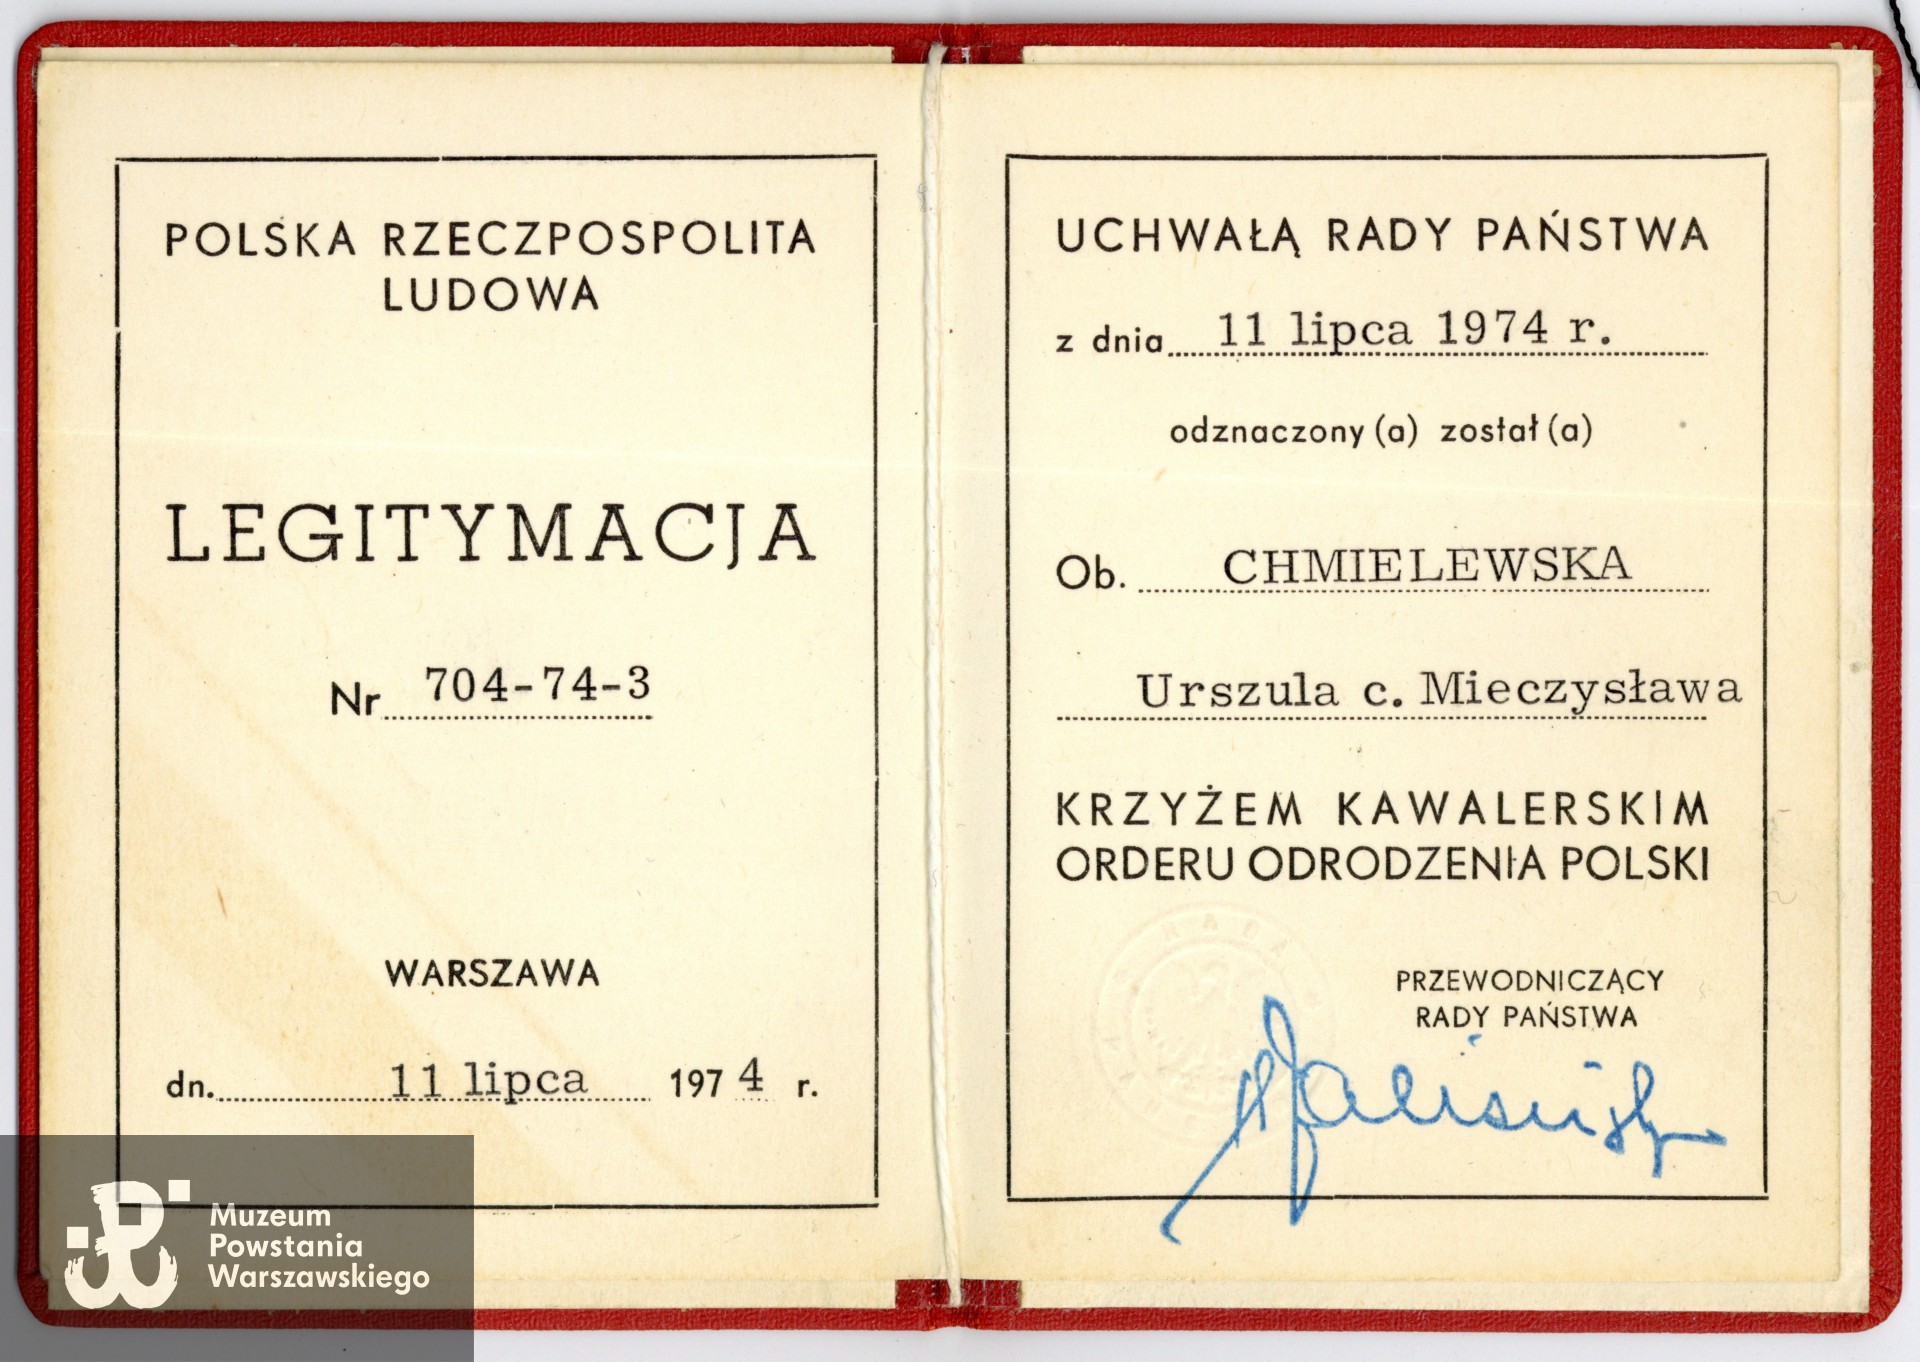 POLSKA RZECZPOSPOLITA
LUDOWA
LEGITYMACJA
Nr 704-74-3
WARSZAWA
dn. 11 lipca 1974 r.
UCHWAŁĄ RADY PAŃSTWA
z dnia 11 lipca 1974 r.
odznaczony (a) został (a)
Ob. CHMIELEWSKA
Urszula c. Mieczysława
KRZYŻEM KAWALERSKIM
ORDERU ODRODZENIA POLSKI
PRZEWODNICZĄCY
RADY PAŃSTWA
Muzeum
Powstania
Warszawskiego